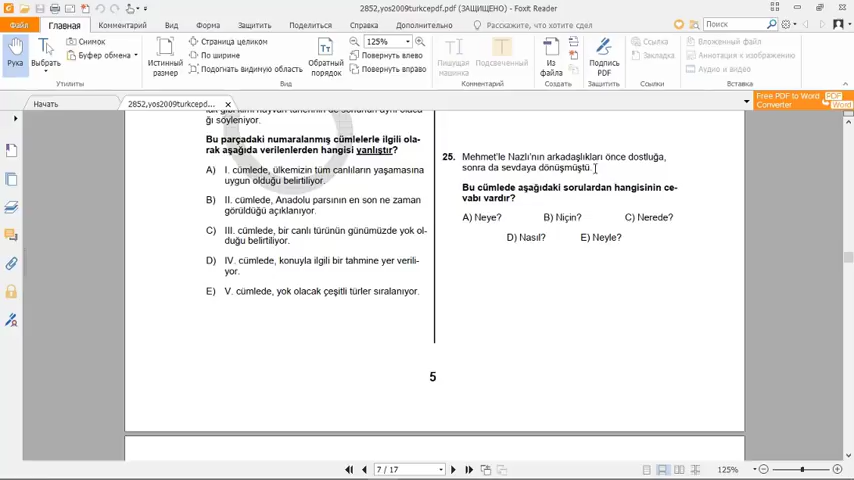 2852,yos2009turkcepdf.pdf (ЗАЩИЩЕНО) - Foxit Reader
Файл Главная Комментарий Вид Форма Защитить Поделиться Справка Дополнительно Расскажите, что хотите сдел Поиск
Рука
Выбрать
Снимок
Буфер обмена
Утилиты
Истинный размер
Страница целиком
По ширине
Подогнать видимую область
Вид
Обратный порядок
125%
Повернуть влево
Повернуть вправо
Пишущая машинка
Подсвеченный
Комментарий
Из файла
Создать
Подпись PDF
Защитить
Ссылка
Закладка
Ссылки
Вложенный файл
Аннотация к изображению
Аудио и видео
Вставка
Начать
2852,yos2009turkcepd...
Free PDF to Word Converter
PDF
Word
ğı söyleniyor.
Bu parçadaki numaralanmış cümlelerle ilgili ola-
rak aşağıda verilenlerden hangisi yanlıştır?
A) I. cümlede, ülkemizin tüm canlıların yaşamasına
uygun olduğu belirtiliyor.
B) II. cümlede, Anadolu parsının en son ne zaman
görüldüğü açıklanıyor.
C) III. cümlede, bir canlı türünün günümüzde yok ol-
duğu belirtiliyor.
D) IV. cümlede, konuyla ilgili bir tahmine yer verili-
yor.
E) V. cümlede, yok olacak çeşitli türler sıralanıyor.
25. Mehmet'le Nazlı'nın arkadaşlıkları önce dostluğa,
sonra da sevdaya dönüşmüştü.
Bu cümlede aşağıdaki sorulardan hangisinin ce-
vabı vardır?
A) Neye? B) Niçin? C) Nerede?
D) Nasıl? E) Neyle?
5
7 / 17
125%